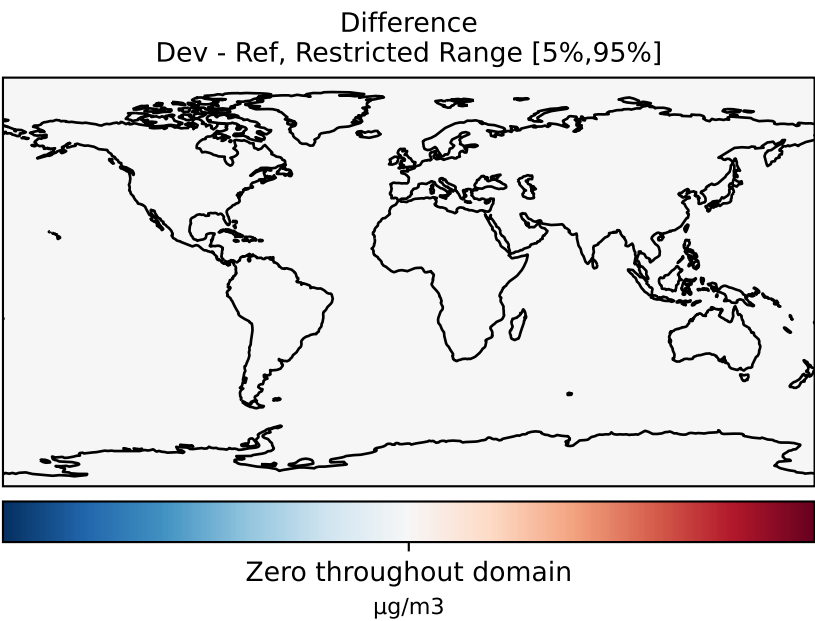 Difference
Dev - Ref, Restricted Range [5%,95%]
Zero throughout domain
μg/m3